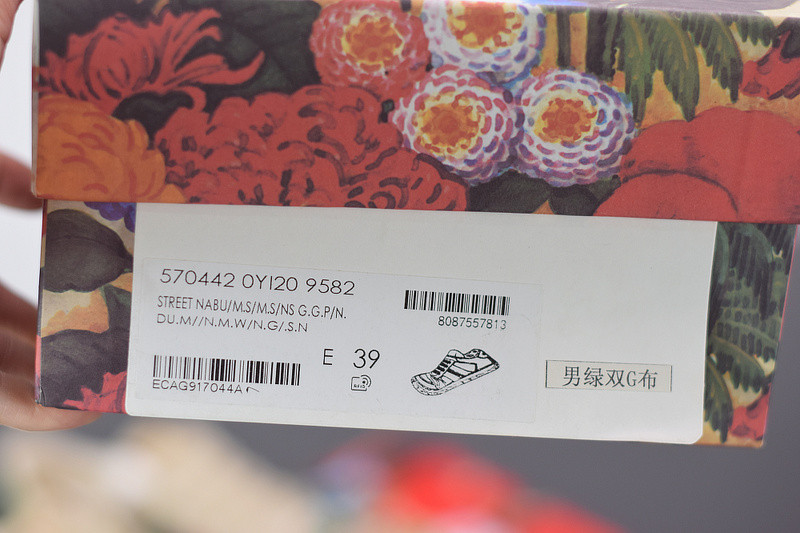 570442 0YI20 9582
STREET NABU/M.S/M.S/NS G.G.P/N.
DU.M//N.M.W/N.G/.S.N
8087557813
E 39
ECAG917044A
男绿双G布